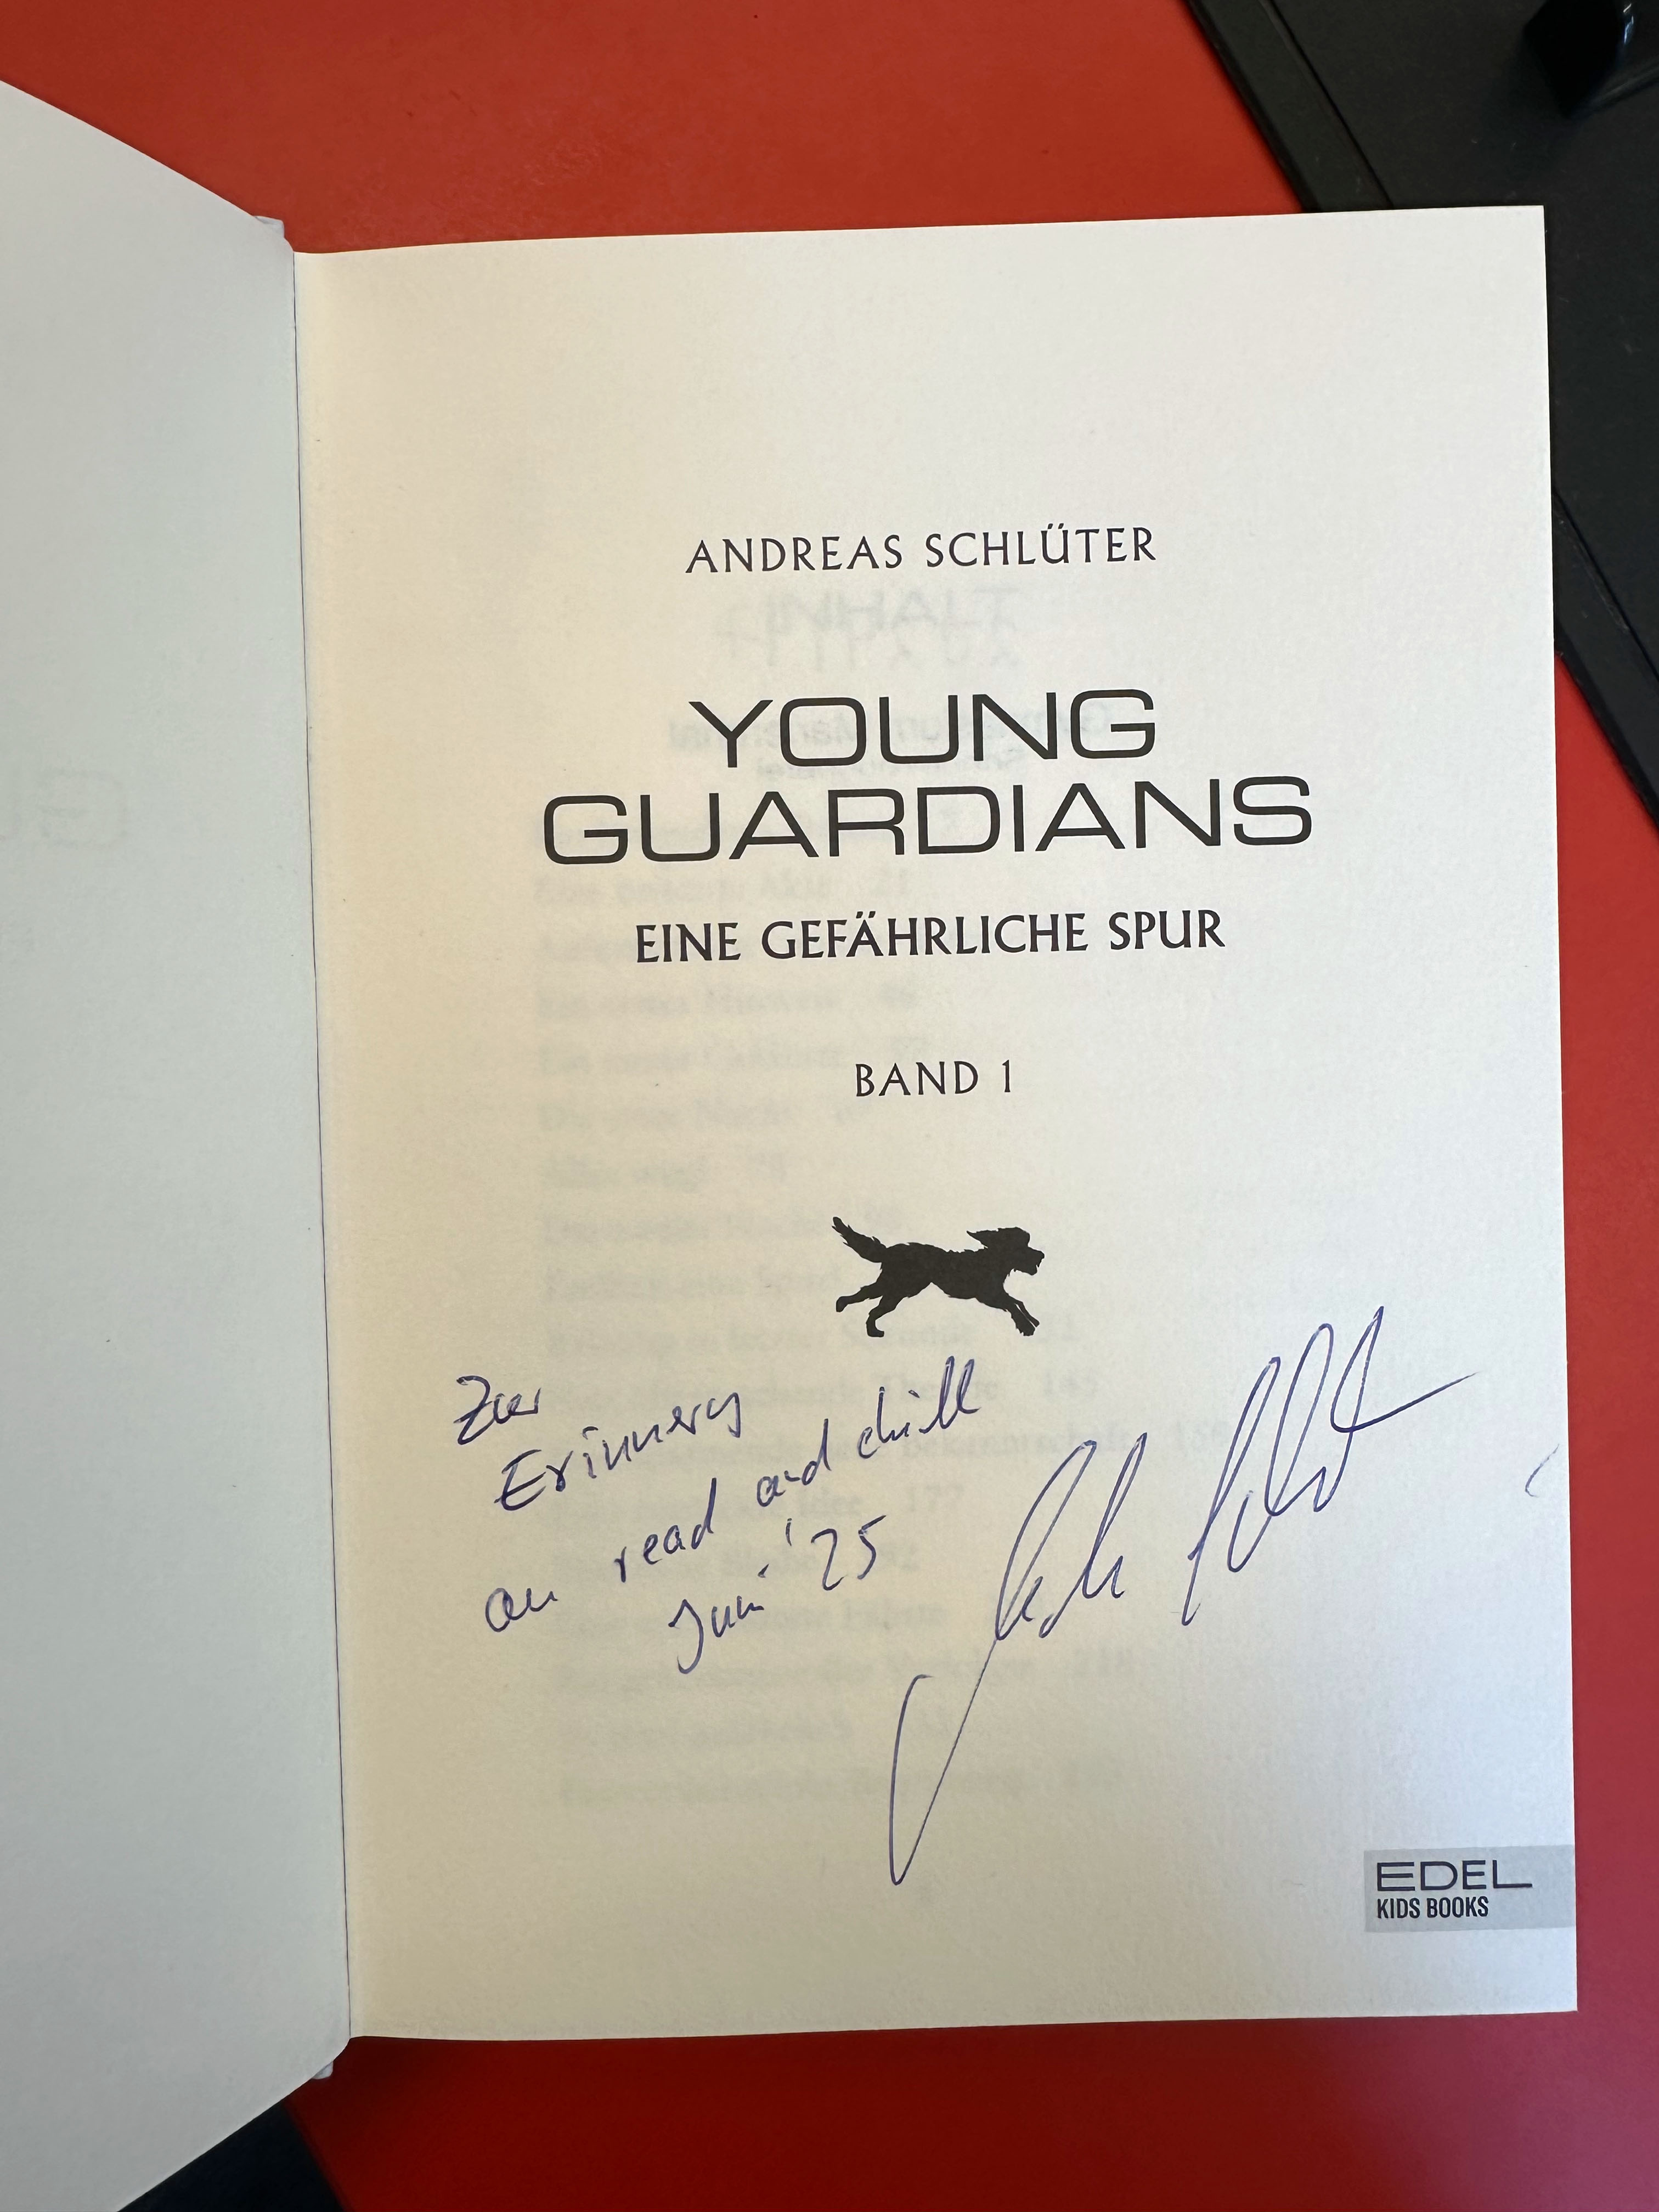 ANDREAS SCHLÜTER
YOUNG
GUARDIANS
EINE GEFÄHRLICHE SPUR
BAND 1
Zur
Erinnerung
an read and chill
Juni '25
EDEL
KIDS BOOKS